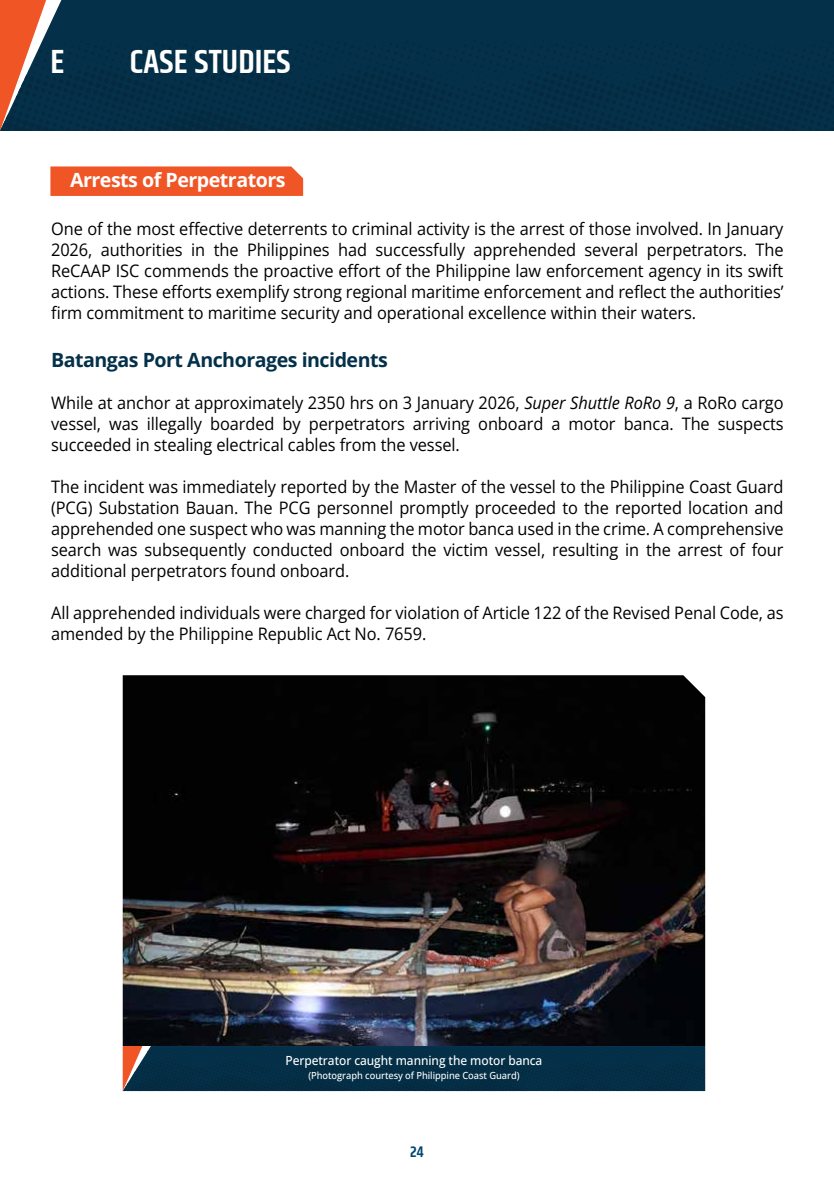 E CASE STUDIES
Arrests of Perpetrators
One of the most effective deterrents to criminal activity is the arrest of those involved. In January
2026, authorities in the Philippines had successfully apprehended several perpetrators. The
ReCAAP ISC commends the proactive effort of the Philippine law enforcement agency in its swift
actions. These efforts exemplify strong regional maritime enforcement and reflect the authorities’
firm commitment to maritime security and operational excellence within their waters.
Batangas Port Anchorages incidents
While at anchor at approximately 2350 hrs on 3 January 2026, Super Shuttle RoRo 9, a RoRo cargo
vessel, was illegally boarded by perpetrators arriving onboard a motor banca. The suspects
succeeded in stealing electrical cables from the vessel.
The incident was immediately reported by the Master of the vessel to the Philippine Coast Guard
(PCG) Substation Bauan. The PCG personnel promptly proceeded to the reported location and
apprehended one suspect who was manning the motor banca used in the crime. A comprehensive
search was subsequently conducted onboard the victim vessel, resulting in the arrest of four
additional perpetrators found onboard.
All apprehended individuals were charged for violation of Article 122 of the Revised Penal Code, as
amended by the Philippine Republic Act No. 7659.
Perpetrator caught manning the motor banca
(Photograph courtesy of Philippine Coast Guard)
24